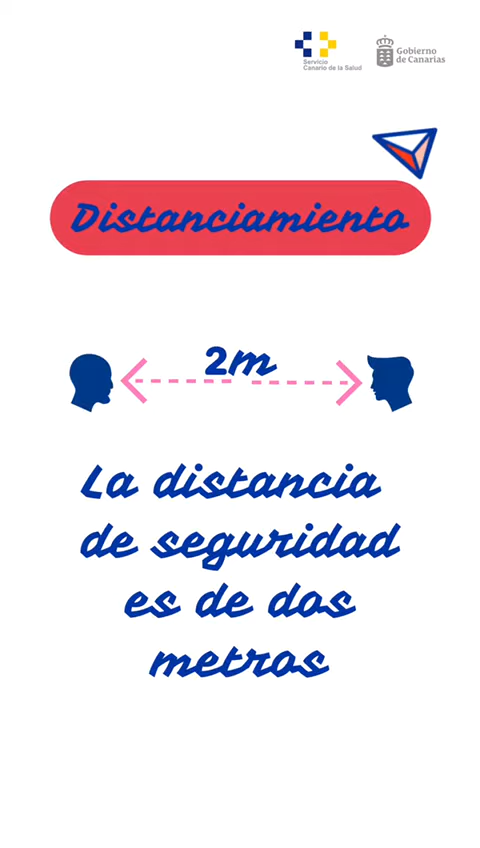 Servicio
Canario de la Salud
Gobierno
de Canarias
Distanciamiento
2m
La distancia
de seguridad
es de dos
metros